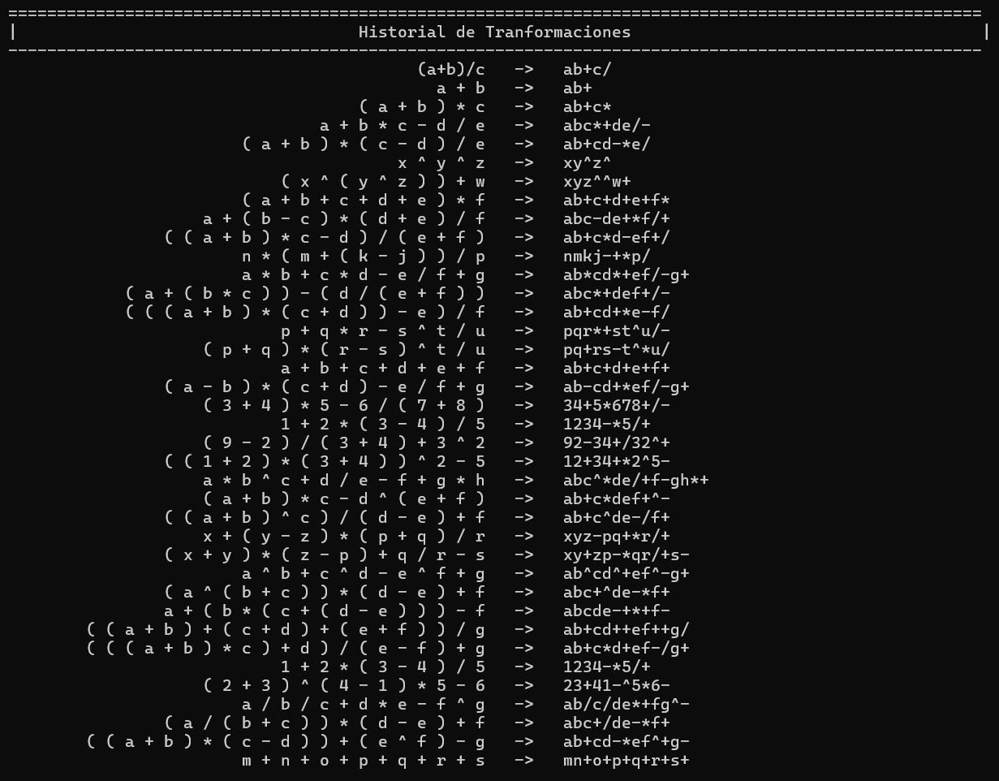 ====================================================================================================
| Historial de Tranformaciones |
----------------------------------------------------------------------------------------------------
(a+b)/c -> ab+c/
a + b -> ab+
( a + b ) * c -> ab+c*
a + b * c - d / e -> abc*+de/-
( a + b ) * ( c - d ) / e -> ab+cd-*e/
x ^ y ^ z -> xy^z^
( x ^ ( y ^ z ) ) + w -> xyz^^w+
( a + b + c + d + e ) * f -> ab+c+d+e+f*
a + ( b - c ) * ( d + e ) / f -> abc-de+*f/+
( ( a + b ) * c - d ) / ( e + f ) -> ab+c*d-ef+/
n * ( m + ( k - j ) ) / p -> nmkj-+*p/
a * b + c * d - e / f + g -> ab*cd*+ef/-g+
( a + ( b * c ) ) - ( d / ( e + f ) ) -> abc*+def+/-
( ( ( a + b ) * ( c + d ) ) - e ) / f -> ab+cd+*e-f/
p + q * r - s ^ t / u -> pqr*+st^u/-
( p + q ) * ( r - s ) ^ t / u -> pq+rs-t^*u/
a + b + c + d + e + f -> ab+c+d+e+f+
( a - b ) * ( c + d ) - e / f + g -> ab-cd+*ef/-g+
( 3 + 4 ) * 5 - 6 / ( 7 + 8 ) -> 34+5*678+/-
1 + 2 * ( 3 - 4 ) / 5 -> 1234-*5/+
( 9 - 2 ) / ( 3 + 4 ) + 3 ^ 2 -> 92-34+/32^+
( ( 1 + 2 ) * ( 3 + 4 ) ) ^ 2 - 5 -> 12+34+*2^5-
a * b ^ c + d / e - f + g * h -> abc^*de/+f-gh*+
( a + b ) * c - d ^ ( e + f ) -> ab+c*def+^-
( ( a + b ) ^ c ) / ( d - e ) + f -> ab+c^de-/f+
x + ( y - z ) * ( p + q ) / r -> xyz-pq+*r/+
( x + y ) * ( z - p ) + q / r - s -> xy+zp-*qr/+s-
a ^ b + c ^ d - e ^ f + g -> ab^cd^+ef^-g+
( a ^ ( b + c ) ) * ( d - e ) + f -> abc+^de-*f+
a + ( b * ( c + ( d - e ) ) ) - f -> abcde-+*+f-
( ( a + b ) + ( c + d ) + ( e + f ) ) / g -> ab+cd++ef++g/
( ( ( a + b ) * c ) + d ) / ( e - f ) + g -> ab+c*d+ef-/g+
1 + 2 * ( 3 - 4 ) / 5 -> 1234-*5/+
( 2 + 3 ) ^ ( 4 - 1 ) * 5 - 6 -> 23+41-^5*6-
a / b / c + d * e - f ^ g -> ab/c/de*+fg^-
( a / ( b + c ) ) * ( d - e ) + f -> abc+/de-*f+
( ( a + b ) * ( c - d ) ) + ( e ^ f ) - g -> ab+cd-*ef^+g-
m + n + o + p + q + r + s -> mn+o+p+q+r+s+